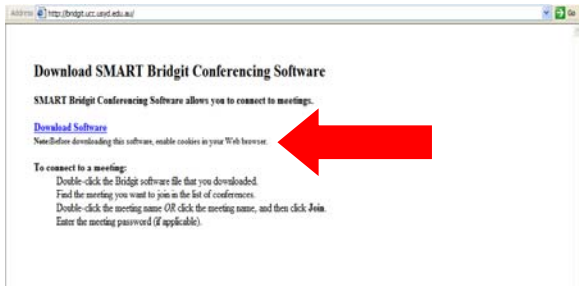 Address http://bridgit.ucc.usyd.edu.au/ Go
Download SMART Bridgit Conferencing Software
SMART Bridgit Conferencing Software allows you to connect to meetings.
Download Software
Note:Before downloading this software, enable cookies in your Web browser.
To connect to a meeting:
Double-click the Bridgit software file that you downloaded.
Find the meeting you want to join in the list of conferences.
Double-click the meeting name OR click the meeting name, and then click Join.
Enter the meeting password (if applicable).